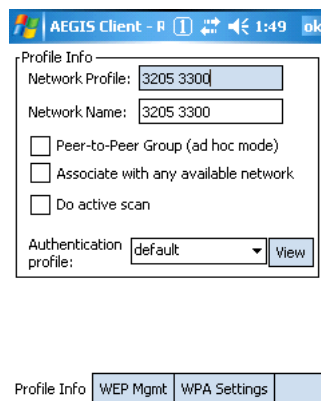 AEGIS Client - R 1:49 ok
Profile Info
Network Profile: 3205 3300
Network Name: 3205 3300
Peer-to-Peer Group (ad hoc mode)
Associate with any available network
Do active scan
Authentication profile: default View
Profile Info WEP Mgmt WPA Settings